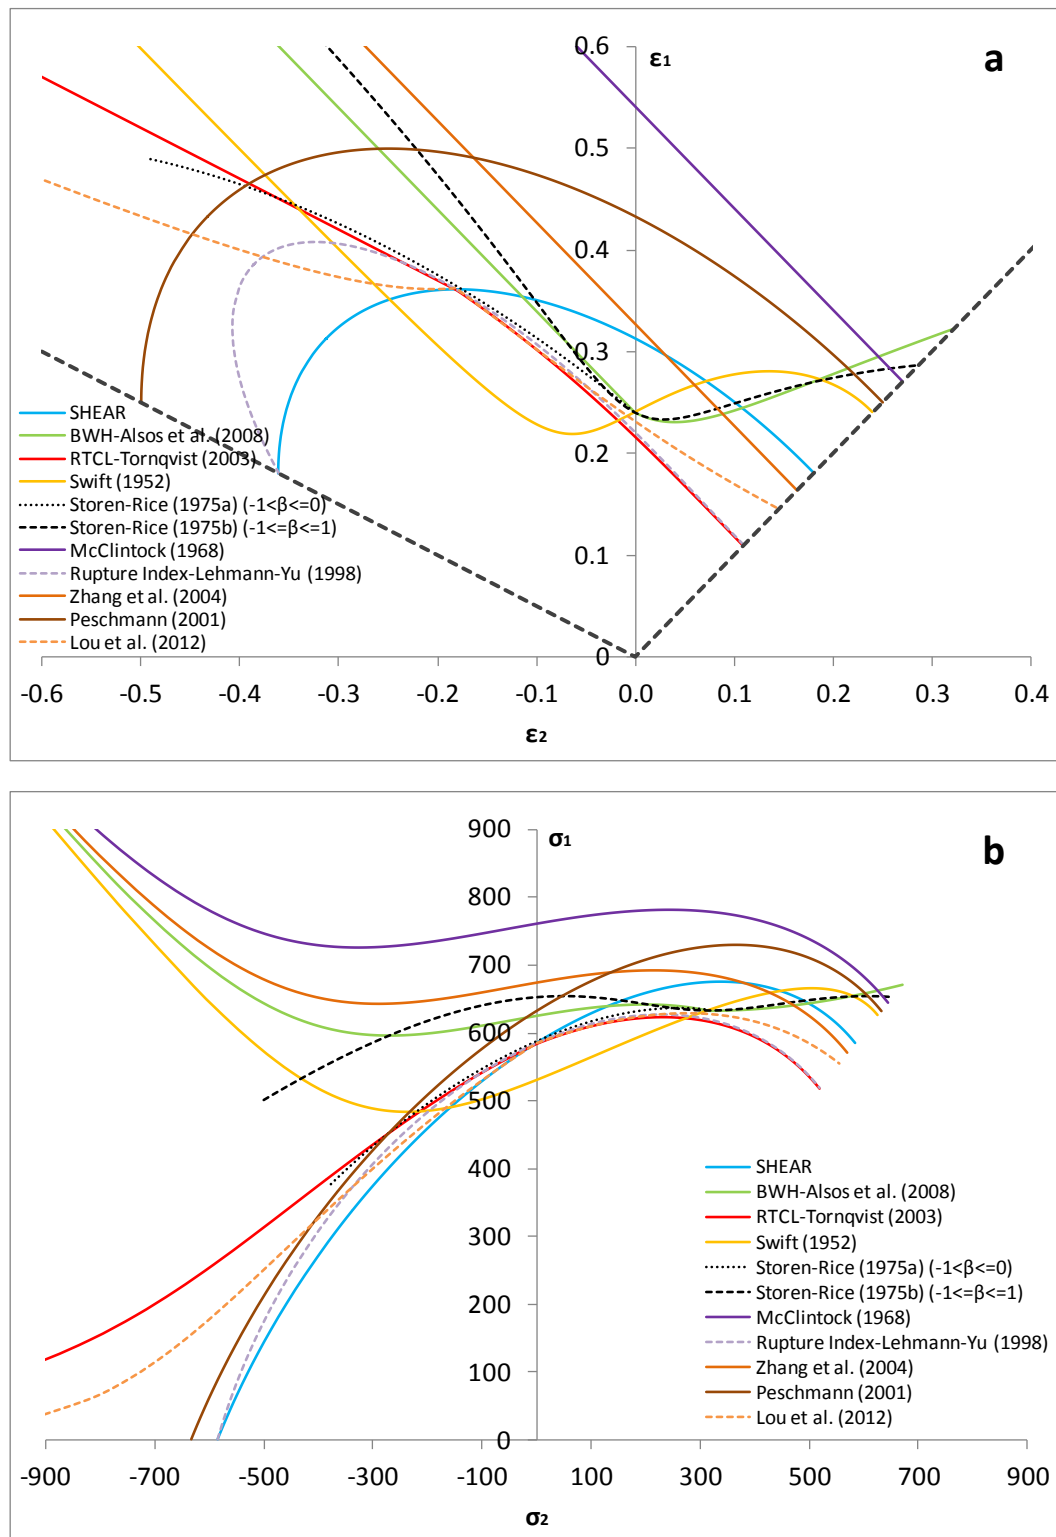 0.6
ε1
a
0.5
0.4
0.3
0.2
0.1
0
SHEAR
BWH-Alsos et al. (2008)
RTCL-Tornqvist (2003)
Swift (1952)
Storen-Rice (1975a) (-1<β<=0)
Storen-Rice (1975b) (-1<=β<=1)
McClintock (1968)
Rupture Index-Lehmann-Yu (1998)
Zhang et al. (2004)
Peschmann (2001)
Lou et al. (2012)
-0.6 -0.5 -0.4 -0.3 -0.2 -0.1 0.0 0.1 0.2 0.3 0.4
ε2
900
σ1
b
800
700
600
500
400
300
200
100
0
SHEAR
BWH-Alsos et al. (2008)
RTCL-Tornqvist (2003)
Swift (1952)
Storen-Rice (1975a) (-1<β<=0)
Storen-Rice (1975b) (-1<=β<=1)
McClintock (1968)
Rupture Index-Lehmann-Yu (1998)
Zhang et al. (2004)
Peschmann (2001)
Lou et al. (2012)
-900 -700 -500 -300 -100 100 300 500 700 900
σ2